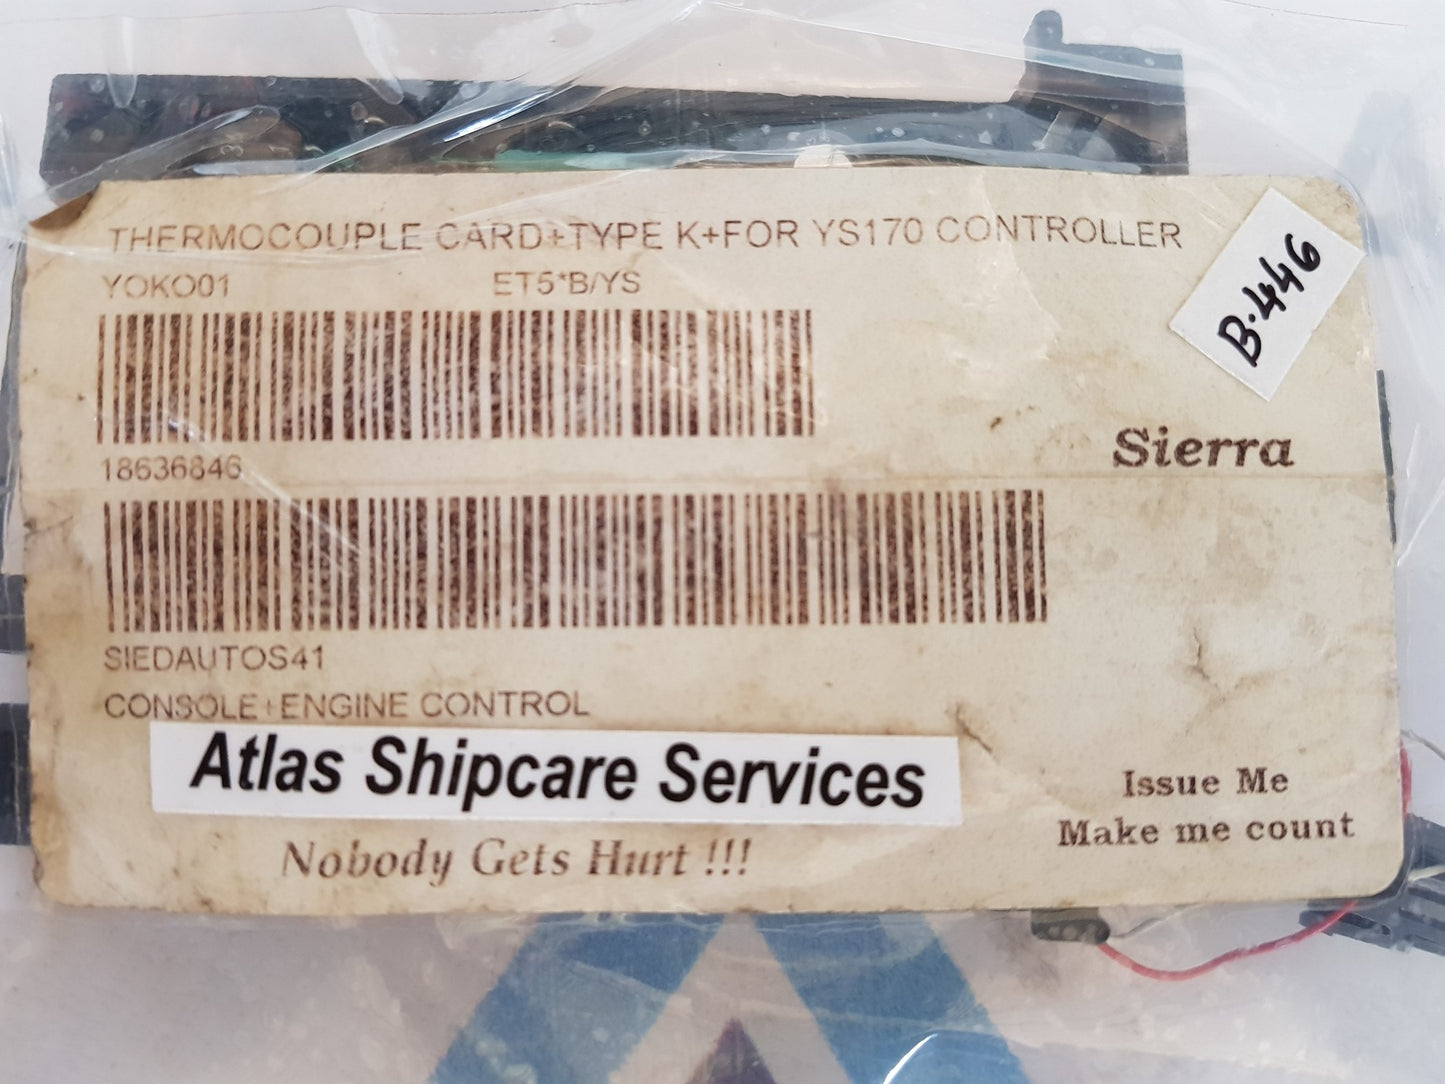 THERMOCOUPLE CARD+TYPE K+FOR YS170 CONTROLLER
YOKO01 ET5*B/YS
B.446
18636846
Sierra
SIEDAUTOS41
CONSOLE+ENGINE CONTROL
Atlas Shipcare Services
Issue Me
Make me count
Nobody Gets Hurt !!!